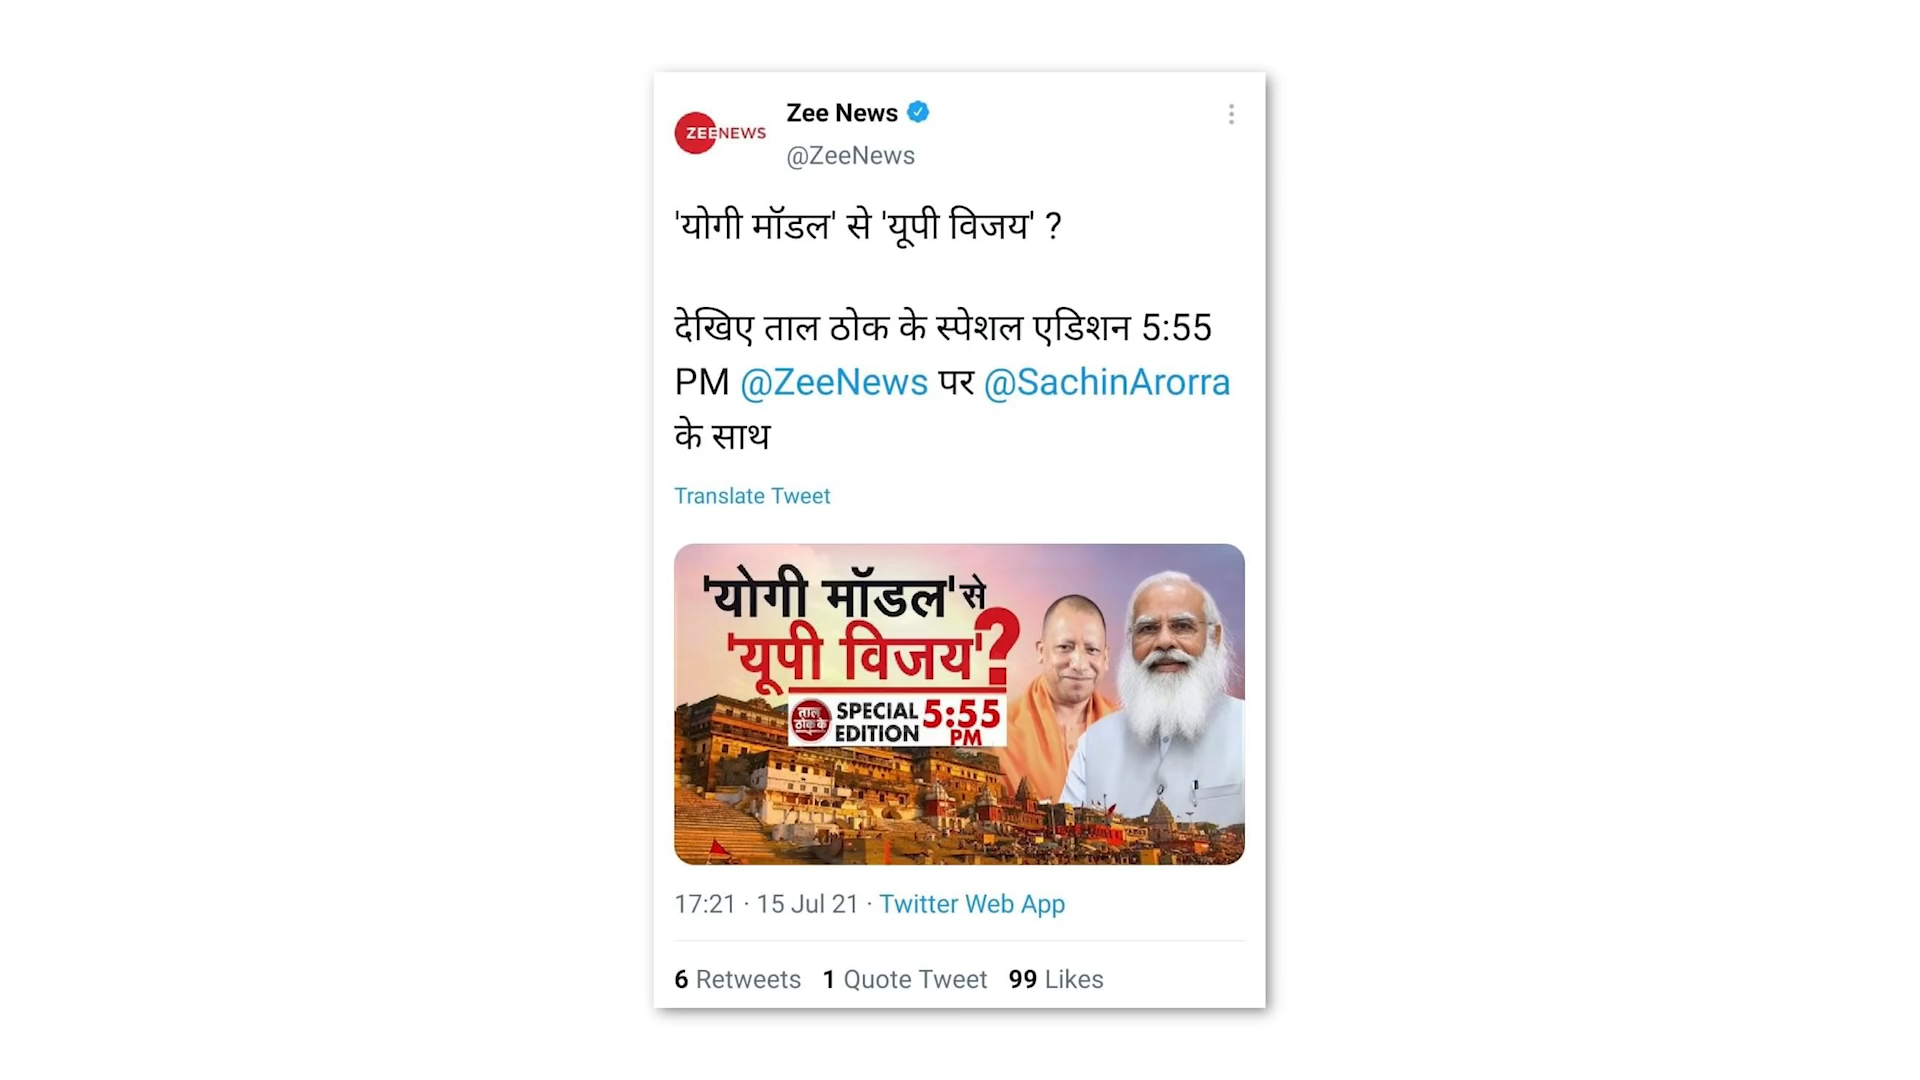 ZEENEWS
Zee News
@ZeeNews
'योगी मॉडल' से 'यूपी विजय' ?
देखिए ताल ठोक के स्पेशल एडिशन 5:55
PM @ZeeNews पर @SachinArorra
के साथ
Translate Tweet
'योगी मॉडल' से
'यूपी विजय'?
ताल
ठोक के
SPECIAL
EDITION
5:55
PM
17:21 · 15 Jul 21 · Twitter Web App
6 Retweets 1 Quote Tweet 99 Likes